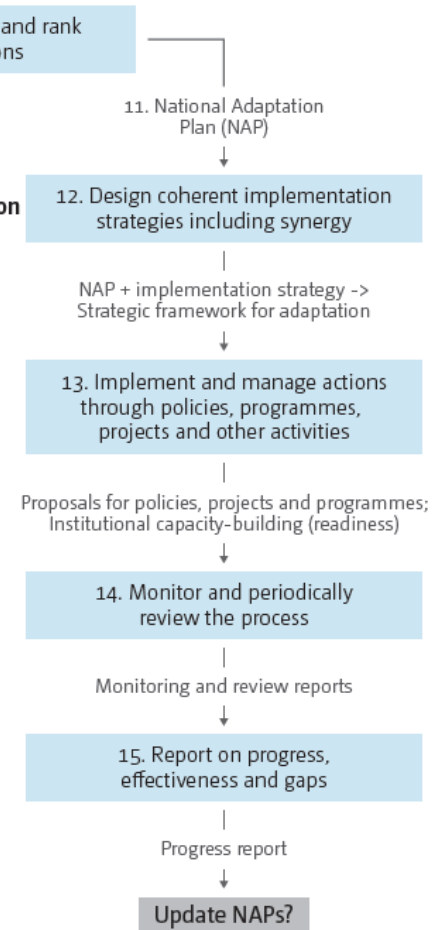 and rank
11. National Adaptation
Plan (NAP)
12. Design coherent implementation
strategies including synergy
NAP + implementation strategy ->
Strategic framework for adaptation
13. Implement and manage actions
through policies, programmes,
projects and other activities
Proposals for policies, projects and programmes;
Institutional capacity-building (readiness)
14. Monitor and periodically
review the process
Monitoring and review reports
15. Report on progress,
effectiveness and gaps
Progress report
Update NAPs?